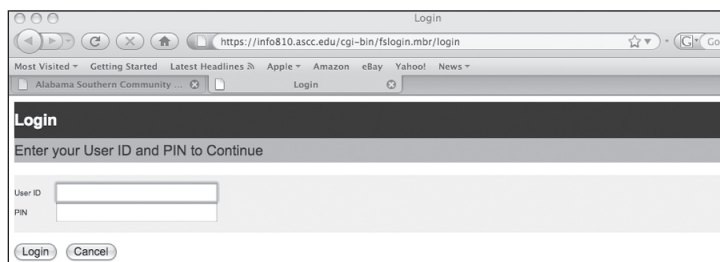 Login
https://info810.ascc.edu/cgi-bin/fslogin.mbr/login
G Go
Most Visited Getting Started Latest Headlines Apple Amazon eBay Yahoo! News
Alabama Southern Community ... Login
Login
Enter your User ID and PIN to Continue
User ID
PIN
Login Cancel